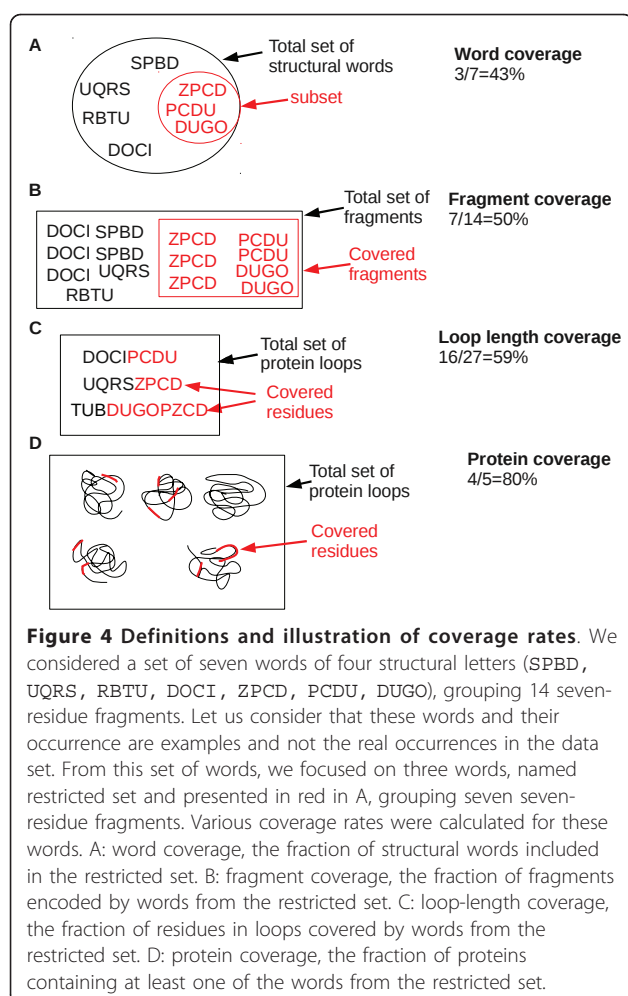 A
Total set of
structural words
Word coverage
3/7=43%
SPBD
UQRS
ZPCD
subset
RBTU
PCDU
DUGO
DOCI
B
Total set of
fragments
Fragment coverage
7/14=50%
DOCI SPBD
DOCI SPBD
DOCI UQRS
RBTU
ZPCD
ZPCD
ZPCD
PCDU
PCDU
DUGO
DUGO
Covered
fragments
C
Total set of
protein loops
Loop length coverage
16/27=59%
DOCIPCDU
UQRSZPCD
TUBDUGOPZCD
Covered
residues
D
Total set of
protein loops
Protein coverage
4/5=80%
Covered
residues
Figure 4 Definitions and illustration of coverage rates. We
considered a set of seven words of four structural letters (SPBD,
UQRS, RBTU, DOCI, ZPCD, PCDU, DUGO), grouping 14 seven-
residue fragments. Let us consider that these words and their
occurrence are examples and not the real occurrences in the data
set. From this set of words, we focused on three words, named
restricted set and presented in red in A, grouping seven seven-
residue fragments. Various coverage rates were calculated for these
words. A: word coverage, the fraction of structural words included
in the restricted set. B: fragment coverage, the fraction of fragments
encoded by words from the restricted set. C: loop-length coverage,
the fraction of residues in loops covered by words from the
restricted set. D: protein coverage, the fraction of proteins
containing at least one of the words from the restricted set.